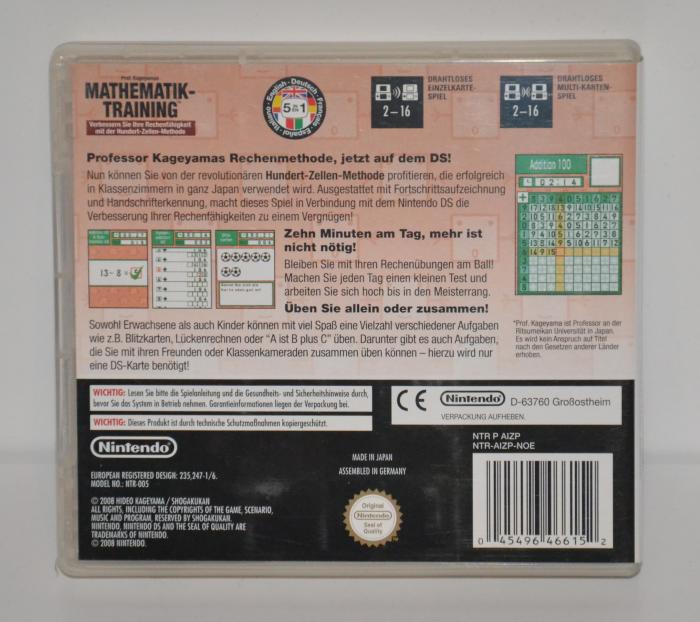 Prof. Kageyamas
MATHEMATIK-
TRAINING™
Verbessern Sie Ihre Rechenfähigkeit
mit der Hundert-Zellen-Methode
English · Deutsch · Français · Español · Italiano
5 in 1
2–16
DRAHTLOSES
EINZELKARTE-
SPIEL
2–16
DRAHTLOSES
MULTI-KARTEN-
SPIEL
Professor Kageyamas Rechenmethode, jetzt auf dem DS!
Nun können Sie von der revolutionären Hundert-Zellen-Methode profitieren, die erfolgreich
in Klassenzimmern in ganz Japan verwendet wird. Ausgestattet mit Fortschrittsaufzeichnung
und Handschrifterkennung, macht dieses Spiel in Verbindung mit dem Nintendo DS die
Verbesserung Ihrer Rechenfähigkeiten zu einem Vergnügen!
Addition 100
02:14
13-8=
Zehn Minuten am Tag, mehr ist
nicht nötig!
Bleiben Sie mit Ihren Rechenübungen am Ball!
Machen Sie jeden Tag einen kleinen Test und
arbeiten Sie sich hoch bis in den Meisterrang.
Üben Sie allein oder zusammen!
Sowohl Erwachsene als auch Kinder können mit viel Spaß eine Vielzahl verschiedener Aufgaben
wie z.B. Blitzkarten, Lückenrechnen oder "A ist B plus C" üben. Darunter gibt es auch Aufgaben,
die Sie mit ihren Freunden oder Klassenkameraden zusammen üben können – hierzu wird nur
eine DS-Karte benötigt!
*Prof. Kageyama ist Professor an der
Ritsumeikan Universität in Japan.
Es wird kein Anspruch auf Titel
nach den Gesetzen anderer Länder
erhoben.
WICHTIG: Lesen Sie bitte die Spielanleitung und die Gesundheits- und Sicherheitshinweise durch,
bevor Sie das System in Betrieb nehmen. Garantieinformationen liegen der Verpackung bei.
WICHTIG: Dieses Produkt ist durch technische Schutzmaßnahmen kopiergeschützt.
CE
Nintendo
D-63760 Großostheim
VERPACKUNG AUFHEBEN.
Nintendo
EUROPEAN REGISTERED DESIGN: 235,247-1/6.
MODEL NO.: NTR-005
MADE IN JAPAN
ASSEMBLED IN GERMANY
NTR P AIZP
NTR-AIZP-NOE
© 2008 HIDEO KAGEYAMA / SHOGAKUKAN
ALL RIGHTS, INCLUDING THE COPYRIGHTS OF THE GAME, SCENARIO,
MUSIC AND PROGRAM, RESERVED BY SHOGAKUKAN.
NINTENDO, NINTENDO DS AND THE SEAL OF QUALITY ARE
TRADEMARKS OF NINTENDO.
© 2008 NINTENDO.
Original
Nintendo
Seal of
Quality
0 45496 46615 2